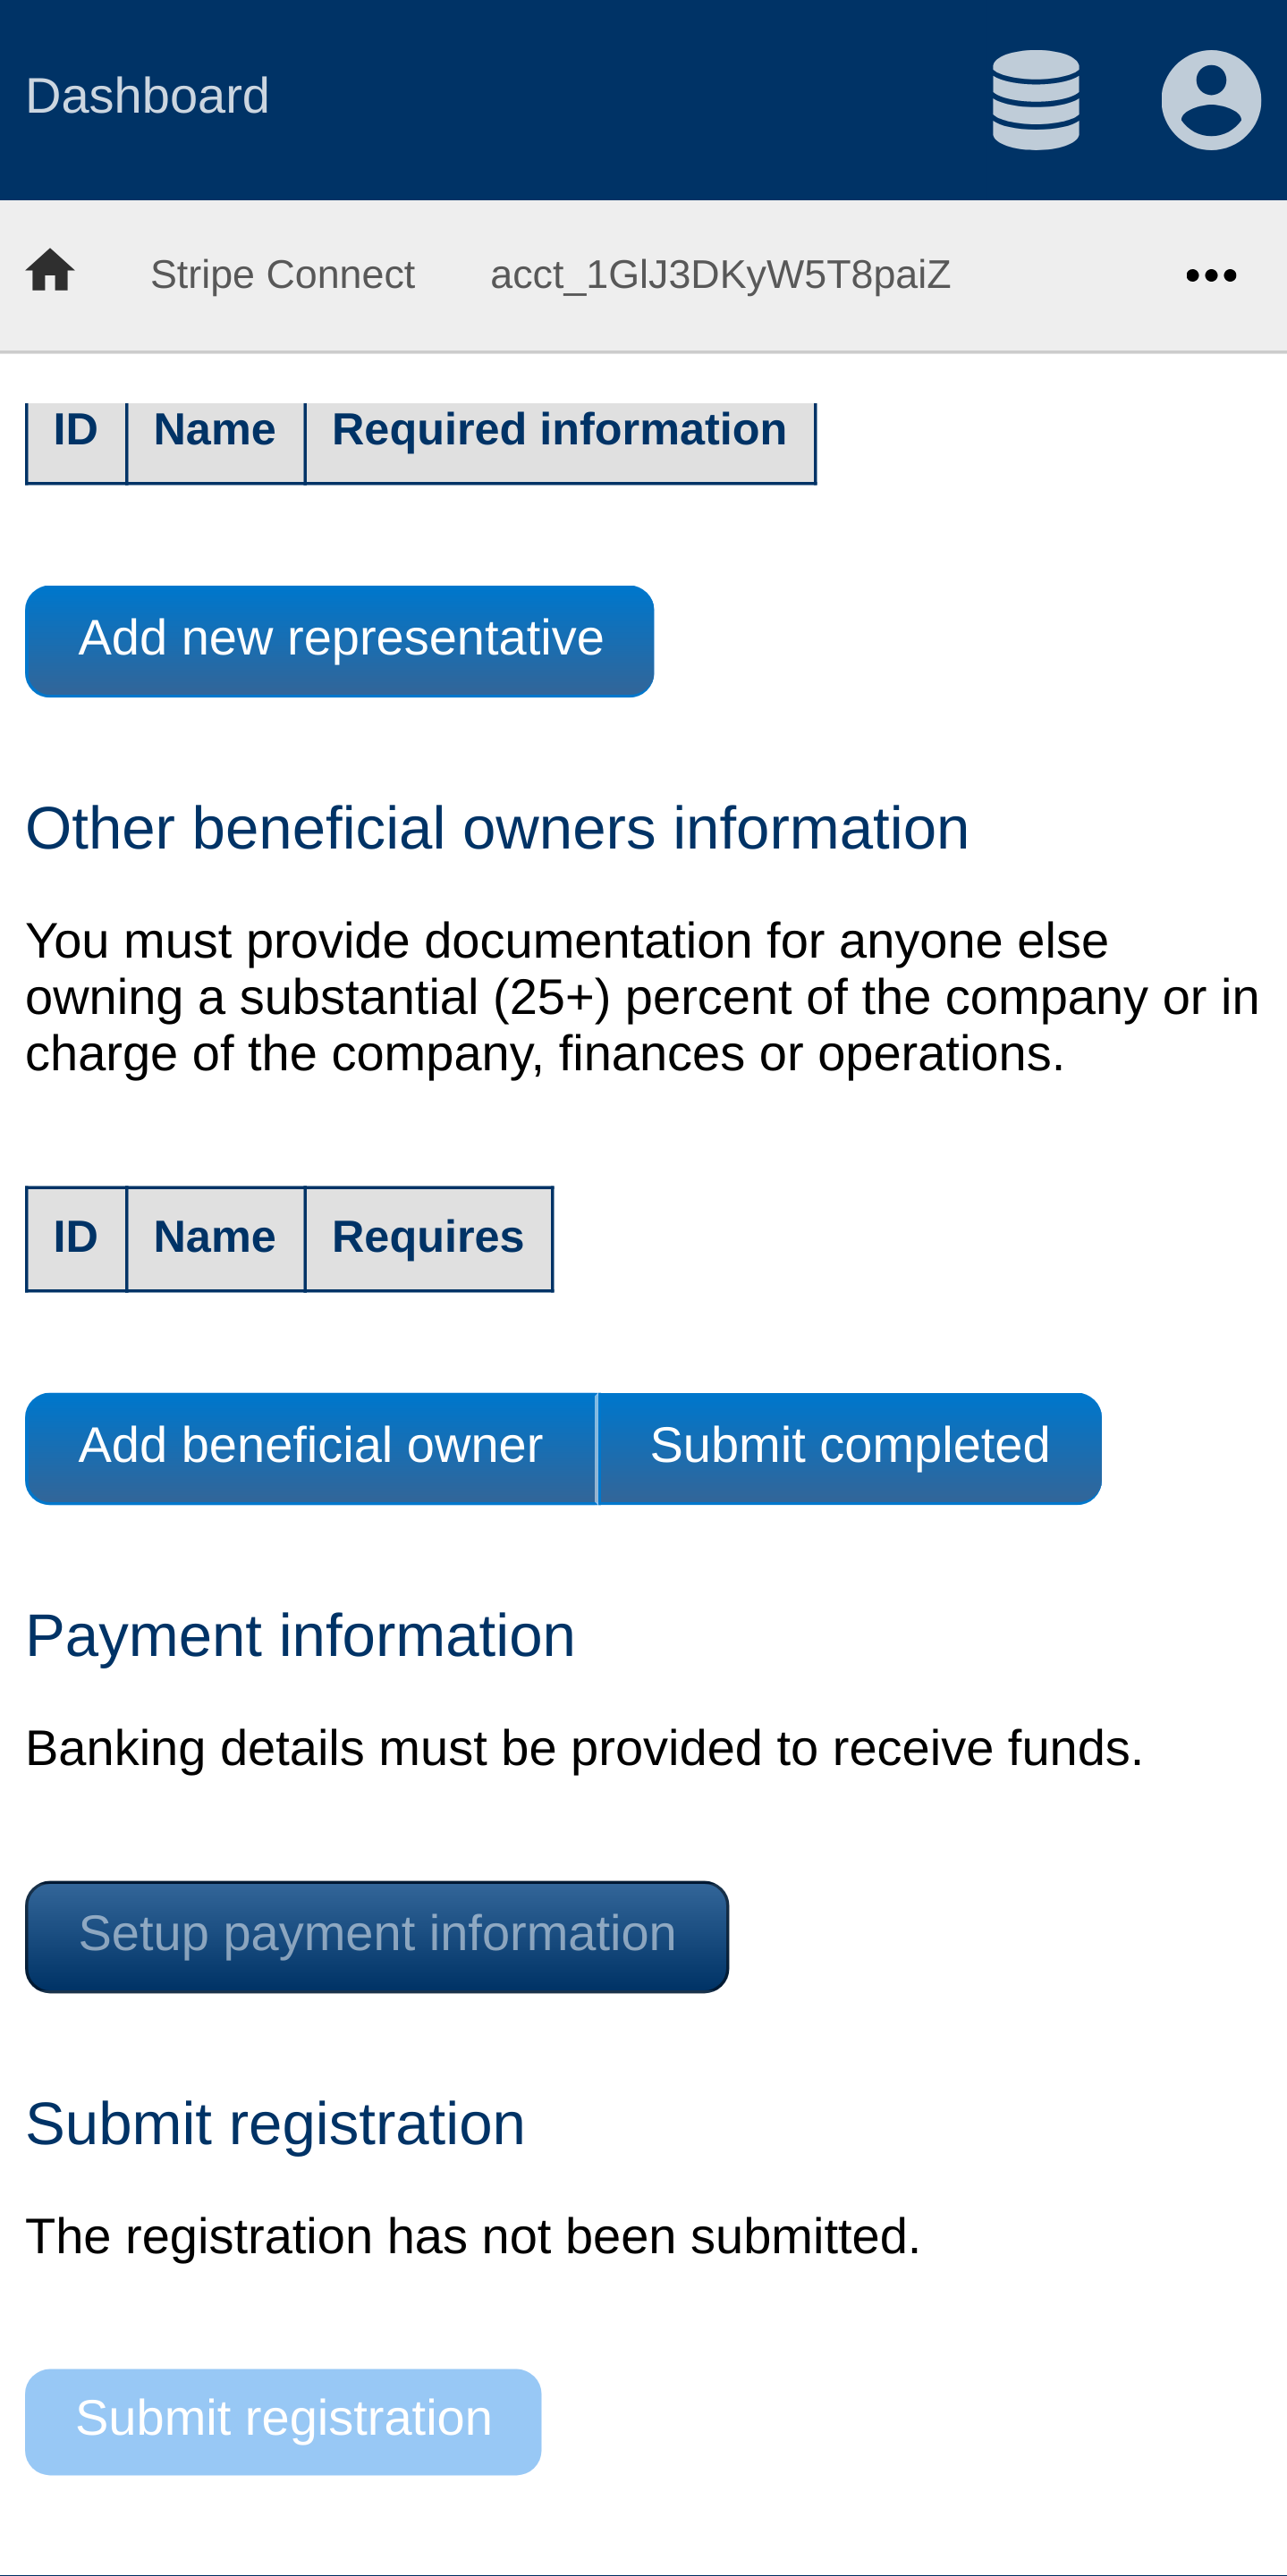 Dashboard
Stripe Connect acct_1GlJ3DKyW5T8paiZ
ID Name Required information
Add new representative
Other beneficial owners information
You must provide documentation for anyone else
owning a substantial (25+) percent of the company or in
charge of the company, finances or operations.
ID Name Requires
Add beneficial owner Submit completed
Payment information
Banking details must be provided to receive funds.
Setup payment information
Submit registration
The registration has not been submitted.
Submit registration